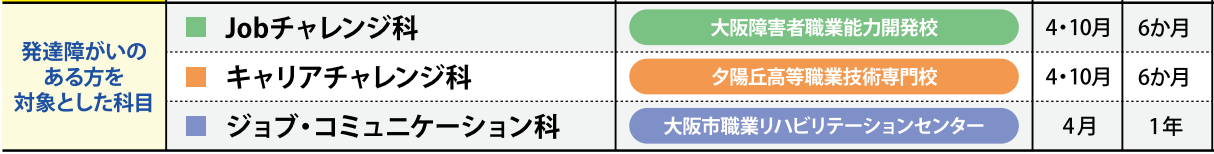 発達障がいの
ある方を
対象とした科目
Jobチャレンジ科 大阪障害者職業能力開発校 4・10月 6か月
キャリアチャレンジ科 夕陽丘高等職業技術専門校 4・10月 6か月
ジョブ・コミュニケーション科 大阪市職業リハビリテーションセンター 4月 1年